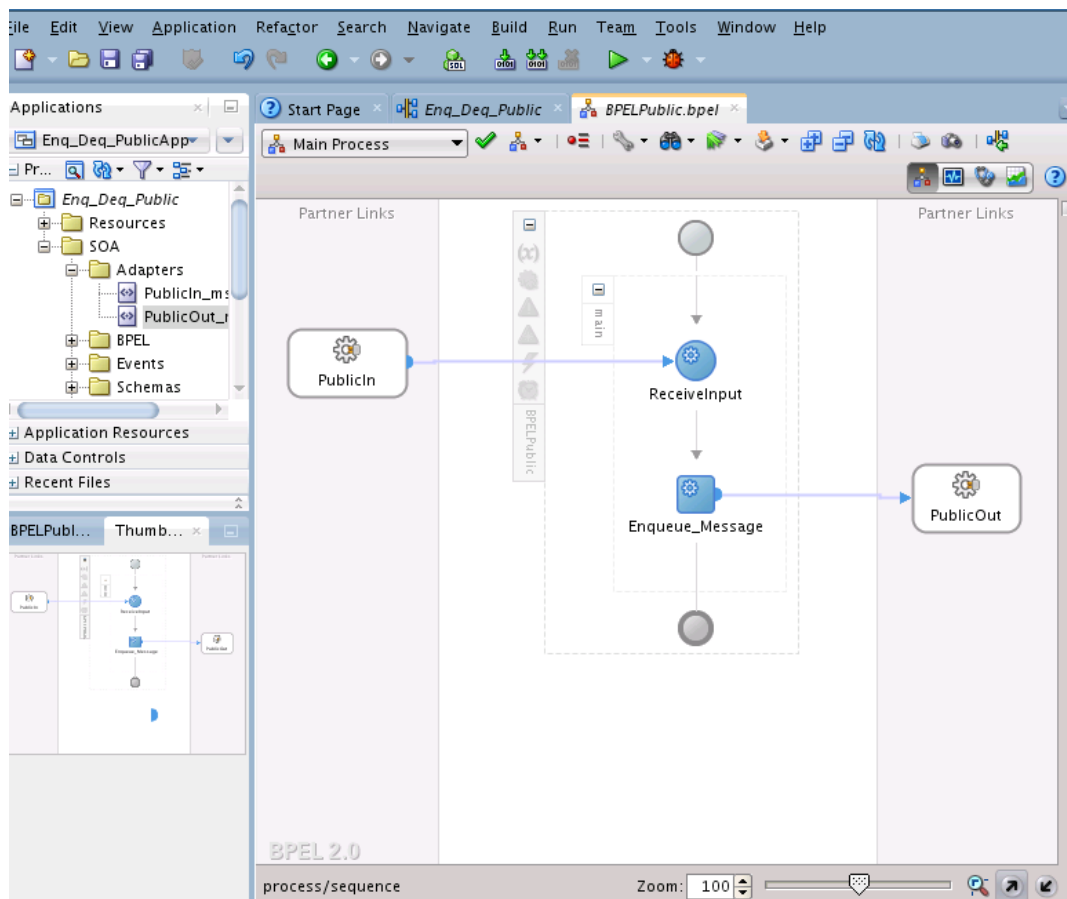 File Edit View Application Refactor Search Navigate Build Run Team Tools Window Help
Applications
Start Page
Enq_Deq_Public
BPELPublic.bpel
Enq_Deq_PublicApp
Main Process
Pr...
Enq_Deq_Public
Resources
SOA
Adapters
PublicIn_ms
PublicOut_r
BPEL
Events
Schemas
Application Resources
Data Controls
Recent Files
BPELPubl...
Thumb...
Partner Links
Partner Links
main
BPELPublic
PublicIn
ReceiveInput
Enqueue_Message
PublicOut
BPEL 2.0
process/sequence
Zoom: 100